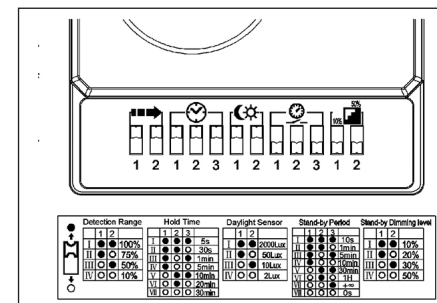 50%
10%
1 2 1 2 3 1 2 1 2 3 1 2
Detection Range Hold Time Daylight Sensor Stand-by Period Stand-by Dimming level
1 2
I ● ● 100%
II ● ○ 75%
III ○ ● 50%
IV ○ ○ 10%
1 2 3
I ● ● ● 5s
II ● ● ○ 30s
III ● ○ ● 1min
IV ● ○ ○ 5min
V 10min
VI 20min
VII 30min
1 2
I ● ● 2000Lux
II ● ○ 50Lux
III ○ ● 10Lux
IV ○ ○ 2Lux
1 2 3
I 10s
II 1min
III 5min
IV 10min
V 30min
VI 1H
VII +∞
VIII 0s
1 2
I ● ● 10%
II ● ○ 20%
III ○ ● 30%
IV ○ ○ 50%